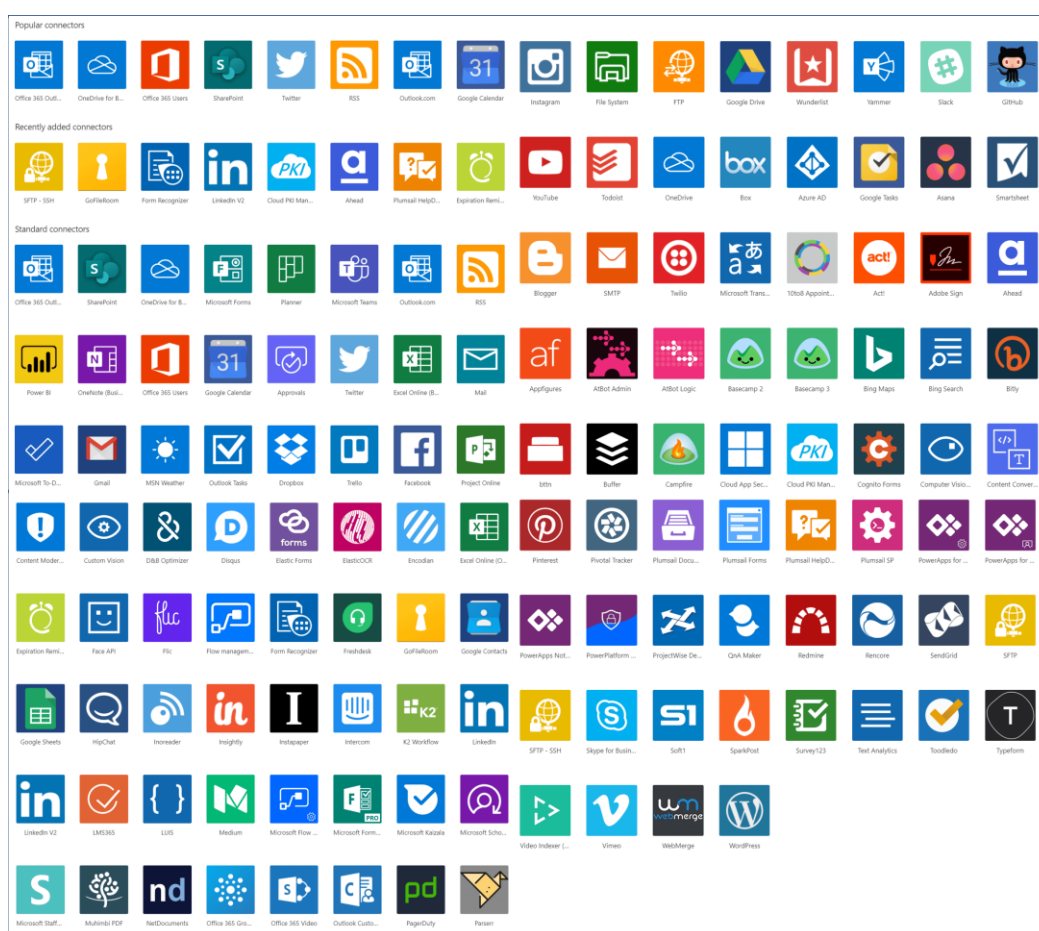 Popular connectors
Office 365 Outl... OneDrive for B... Office 365 Users SharePoint Twitter RSS Outlook.com Google Calendar Instagram File System FTP Google Drive Wunderlist Yammer Slack GitHub
Recently added connectors
SFTP - SSH GoFileRoom Form Recognizer LinkedIn V2 Cloud PKI Man... Ahead Plumsail HelpD... Expiration Remi... YouTube Todoist OneDrive Box Azure AD Google Tasks Asana Smartsheet
Standard connectors
Office 365 Outl... SharePoint OneDrive for B... Microsoft Forms Planner Microsoft Teams Outlook.com RSS Blogger SMTP Twilio Microsoft Trans... 10to8 Appoint... Act! Adobe Sign Ahead
Power BI OneNote (Busi... Office 365 Users Google Calendar Approvals Twitter Excel Online (B... Mail Appfigures AtBot Admin AtBot Logic Basecamp 2 Basecamp 3 Bing Maps Bing Search Bitly
Microsoft To-D... Gmail MSN Weather Outlook Tasks Dropbox Trello Facebook Project Online bttn Buffer Campfire Cloud App Sec... Cloud PKI Man... Cognito Forms Computer Visio... Content Conver...
Content Moder... Custom Vision D&B Optimizer Disqus Elastic Forms ElasticOCR Encodian Excel Online (O... Pinterest Pivotal Tracker Plumsail Docu... Plumsail Forms Plumsail HelpD... Plumsail SP PowerApps for ... PowerApps for ...
Expiration Remi... Face API Flic Flow managem... Form Recognizer Freshdesk GoFileRoom Google Contacts PowerApps Not... PowerPlatform ... ProjectWise De... QnA Maker Redmine Rencore SendGrid SFTP
Google Sheets HipChat Inoreader Insightly Instapaper Intercom K2 Workflow LinkedIn SFTP - SSH Skype for Busin... Soft1 SparkPost Survey123 Text Analytics Toodledo Typeform
LinkedIn V2 LMS365 LUIS Medium Microsoft Flow ... Microsoft Form... Microsoft Kaizala Microsoft Scho... Video Indexer (... Vimeo WebMerge WordPress
Microsoft Staff... Muhimbi PDF NetDocuments Office 365 Gro... Office 365 Video Outlook Custo... PagerDuty Parserr